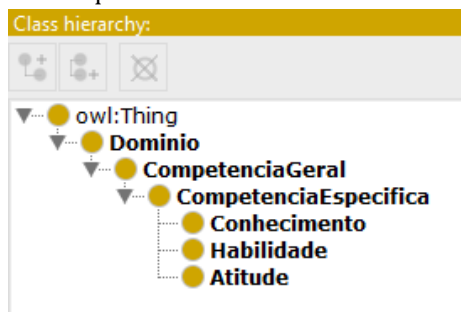 Class hierarchy:
owl:Thing
Dominio
CompetenciaGeral
CompetenciaEspecifica
Conhecimento
Habilidade
Atitude